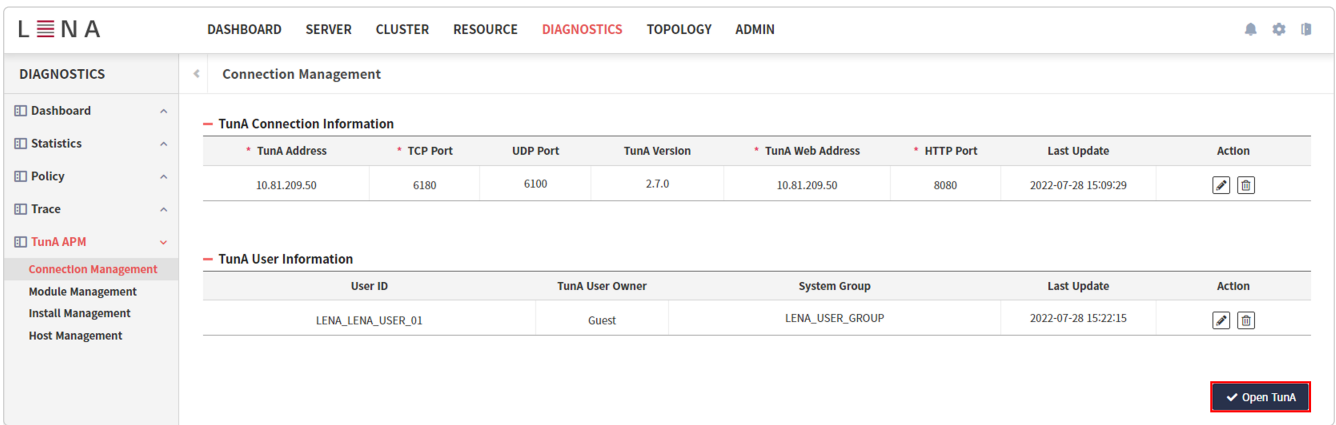 LENA
DASHBOARD SERVER CLUSTER RESOURCE DIAGNOSTICS TOPOLOGY ADMIN
DIAGNOSTICS
Connection Management
Dashboard
Statistics
Policy
Trace
TunA APM
Connection Management
Module Management
Install Management
Host Management
TunA Connection Information
* TunA Address * TCP Port UDP Port TunA Version * TunA Web Address * HTTP Port Last Update Action
10.81.209.50 6180 6100 2.7.0 10.81.209.50 8080 2022-07-28 15:09:29
TunA User Information
User ID TunA User Owner System Group Last Update Action
LENA_LENA_USER_01 Guest LENA_USER_GROUP 2022-07-28 15:22:15
Open TunA